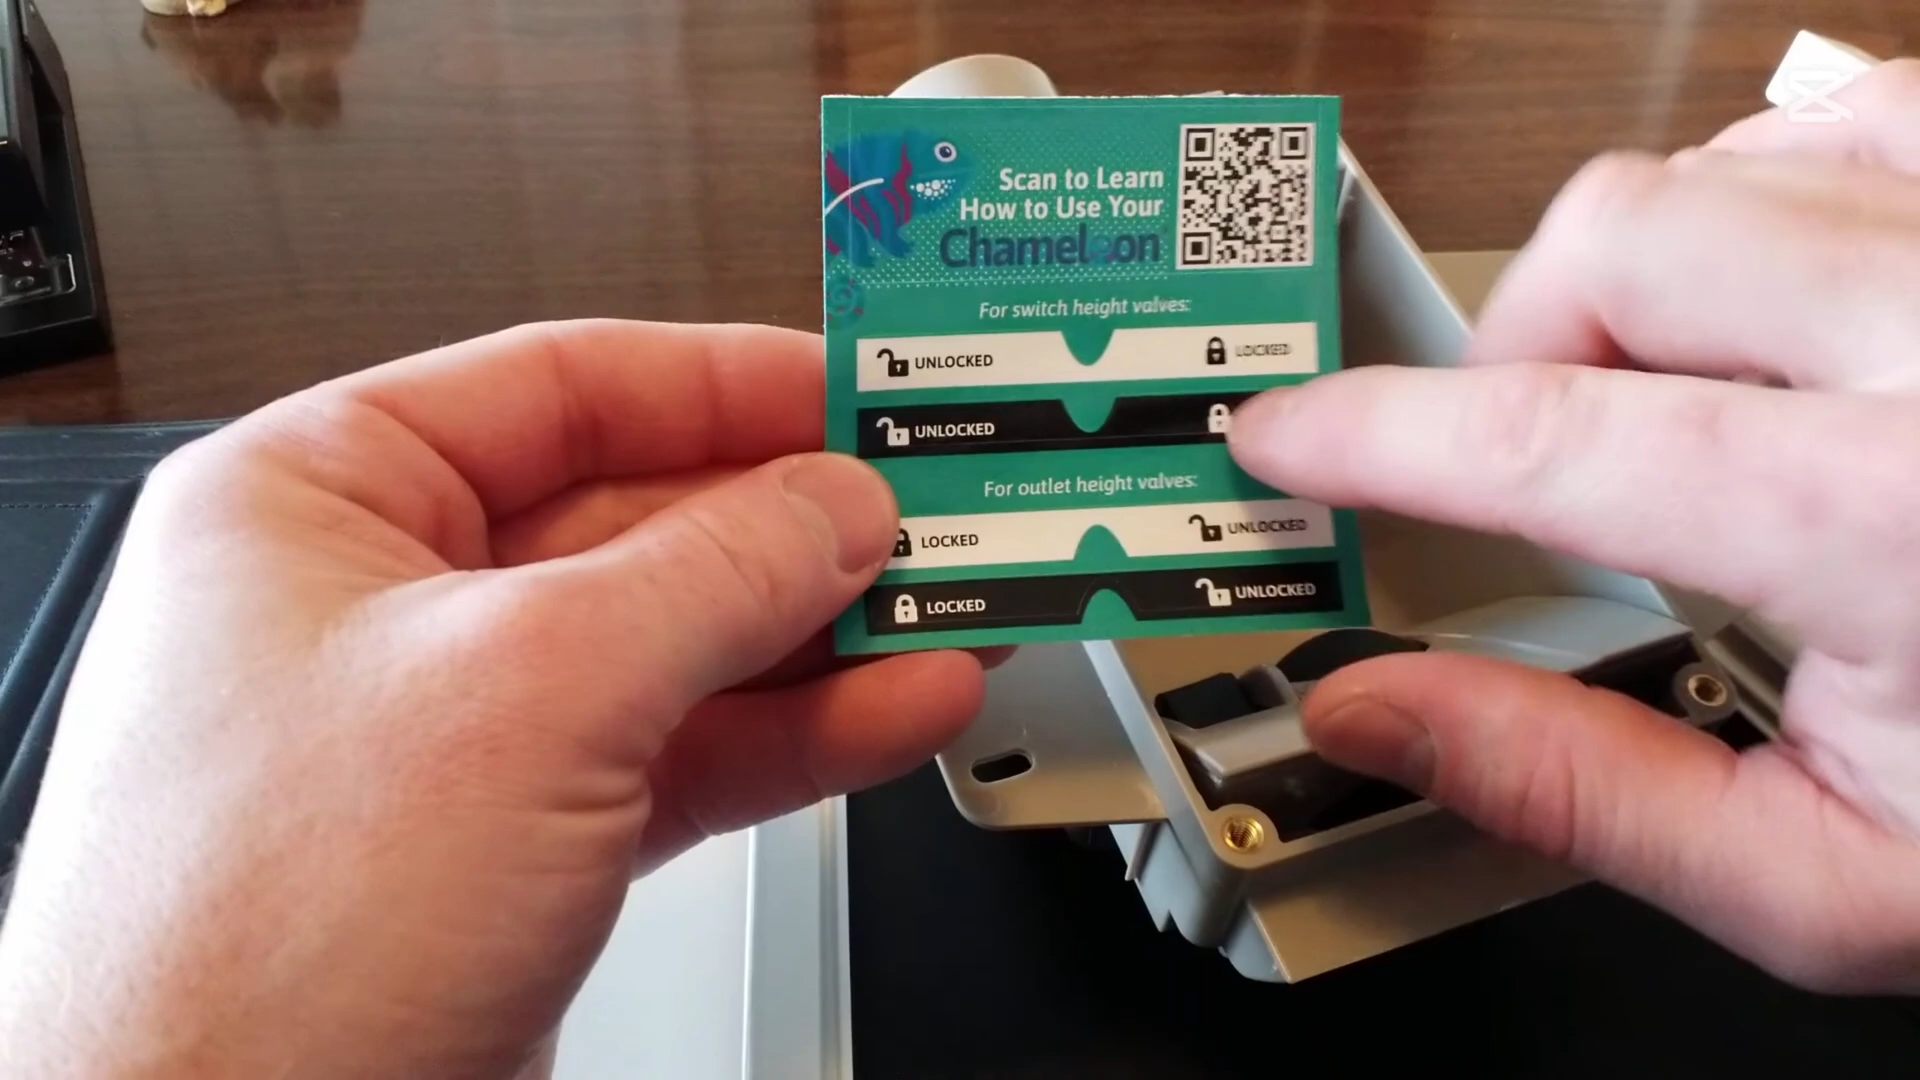 Scan to Learn
How to Use Your
Chameleon
For switch height valves:
UNLOCKED LOCKED
UNLOCKED
For outlet height valves:
LOCKED UNLOCKED
LOCKED UNLOCKED